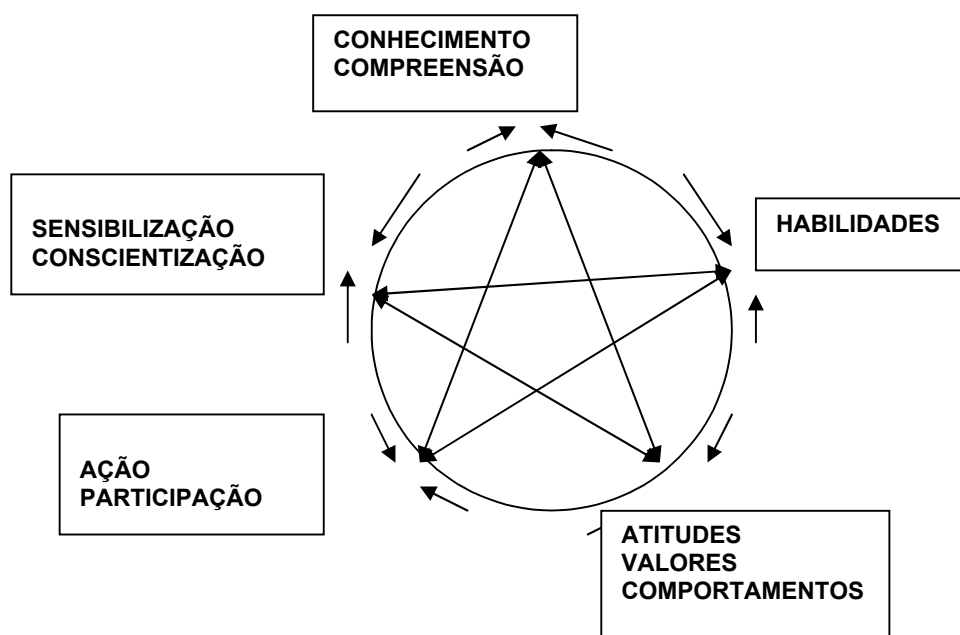 CONHECIMENTO
COMPREENSÃO
SENSIBILIZAÇÃO
CONSCIENTIZAÇÃO
HABILIDADES
AÇÃO
PARTICIPAÇÃO
ATITUDES
VALORES
COMPORTAMENTOS